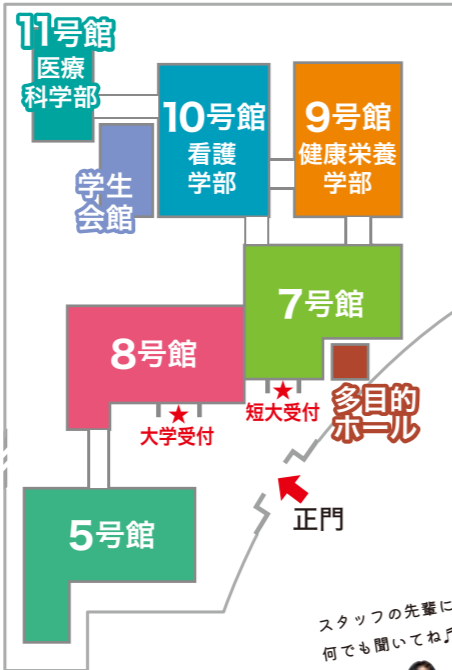 11号館
医療
科学部
10号館
看護
学部
9号館
健康栄養
学部
学生
会館
7号館
8号館
★
大学受付
★
短大受付
多目的
ホール
正門
5号館
スタッフの先輩に
何でも聞いてね♬